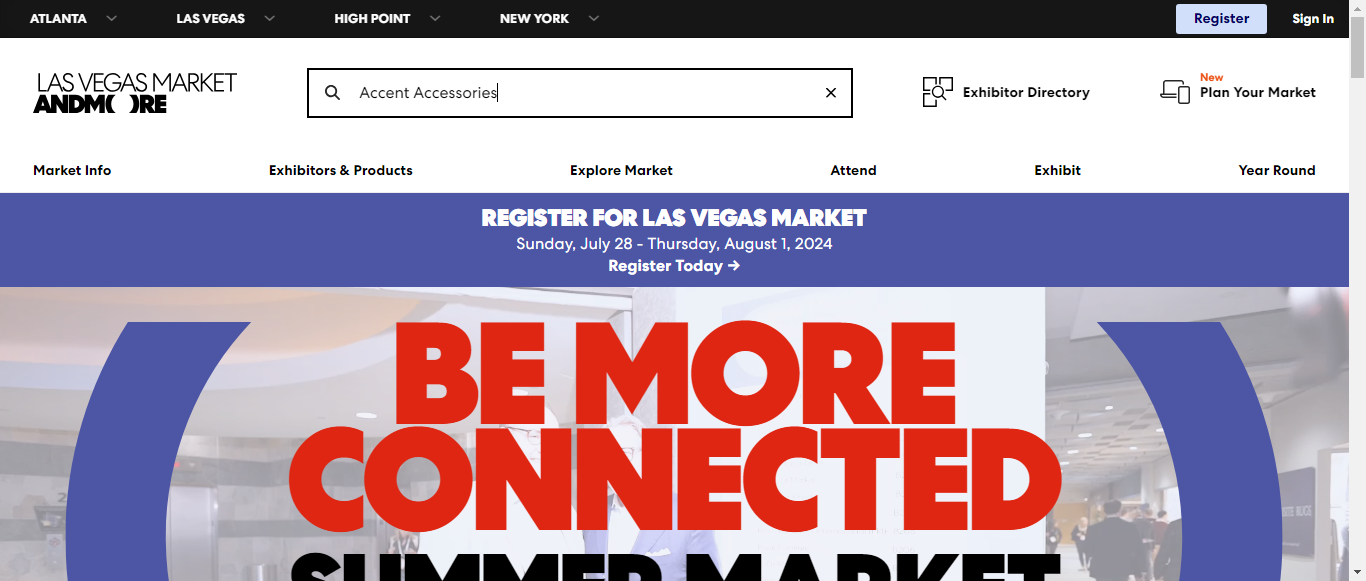 ATLANTA
LAS VEGAS
HIGH POINT
NEW YORK
Register
Sign In
LAS VEGAS MARKET
ANDMORE
Accent Accessories
Exhibitor Directory
New
Plan Your Market
Market Info
Exhibitors & Products
Explore Market
Attend
Exhibit
Year Round
REGISTER FOR LAS VEGAS MARKET
Sunday, July 28 - Thursday, August 1, 2024
Register Today →
BE MORE
CONNECTED
SUMMER MARKET